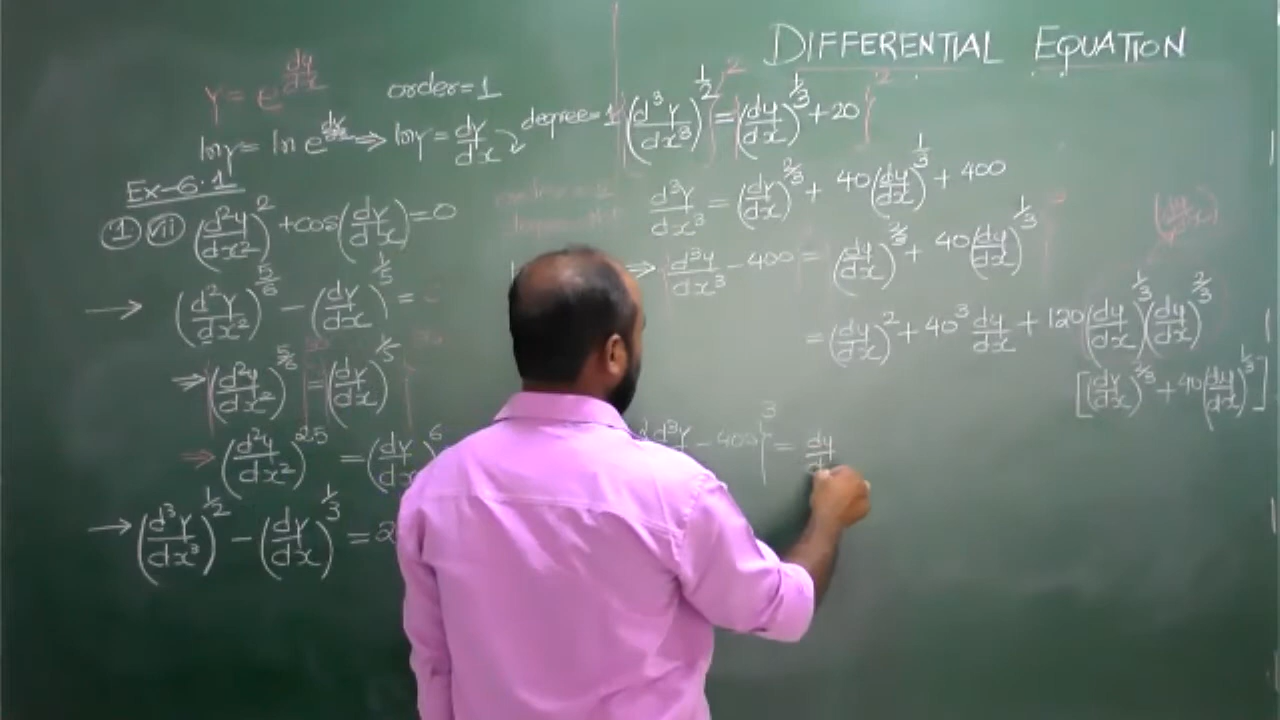 DIFFERENTIAL EQUATION
Y = e^(dy/dx)
order = 1
lny = ln e^(dy/dx) ⇒ lny = dy/dx
degree = 1
Ex-6.1
(1) (vii) (d²y/dx²)² + cos(dy/dx) = 0
→ (d²y/dx²)^(5/6) − (dy/dx)^(1/5) =
⇒ (d²y/dx²)^(5/6) = (dy/dx)^(1/5)
⇒ (d²y/dx²)^25 = (dy/dx)^6
→ (d³y/dx³)^(1/2) − (dy/dx)^(1/3) = 2
(d³y/dx³)^(1/2) = (dy/dx)^(1/3) + 20
d³y/dx³ = (dy/dx)^(2/3) + 40(dy/dx)^(1/3) + 400
⇒ d³y/dx³ − 400 = (dy/dx)^(2/3) + 40(dy/dx)^(1/3)
= (dy/dx)² + 40³ dy/dx + 120(dy/dx)^(1/3) (dy/dx)^(2/3)
[(dy/dx)^(2/3) + 40(dy/dx)^(1/3)]
d³y − 400)³ = dy